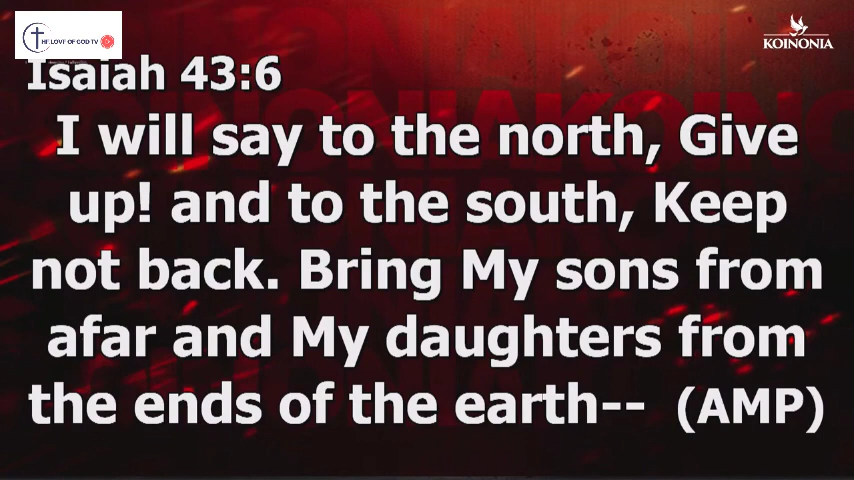 THE LOVE OF GOD TV
KOINONIA
Isaiah 43:6
I will say to the north, Give
up! and to the south, Keep
not back. Bring My sons from
afar and My daughters from
the ends of the earth-- (AMP)